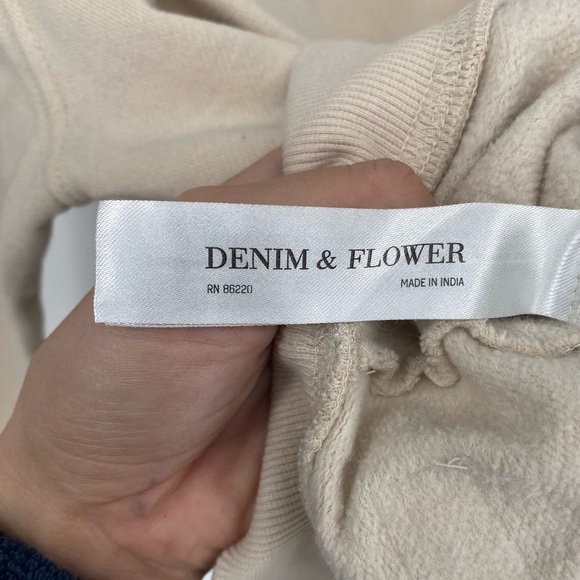 DENIM & FLOWER
RN 86220 MADE IN INDIA